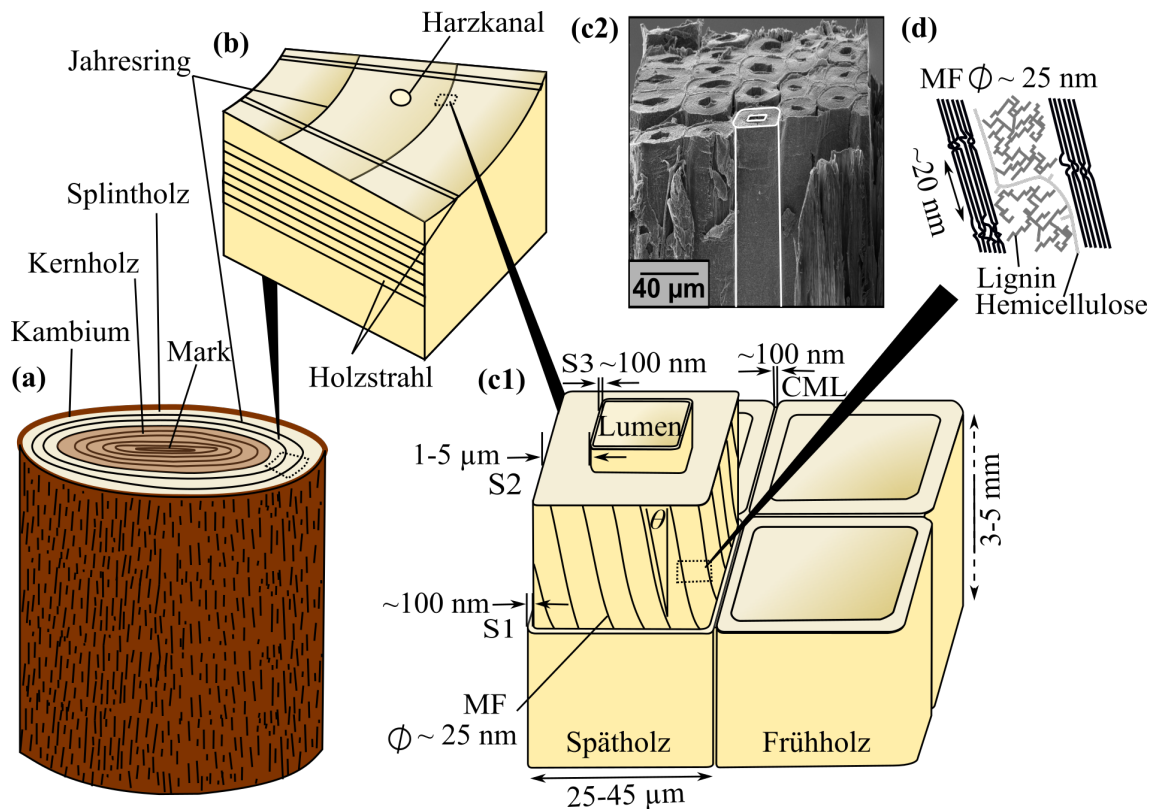 (b)
Harzkanal
Jahresring
Splintholz
Kernholz
Kambium
Mark
(a)
Holzstrahl
(c2)
40 µm
(d)
MF ϕ ~ 25 nm
~20 nm
Lignin
Hemicellulose
(c1)
S3 ~100 nm
~100 nm
CML
Lumen
1-5 µm
S2
θ
3-5 mm
~100 nm
S1
MF
ϕ ~ 25 nm
Spätholz
Frühholz
25-45 µm